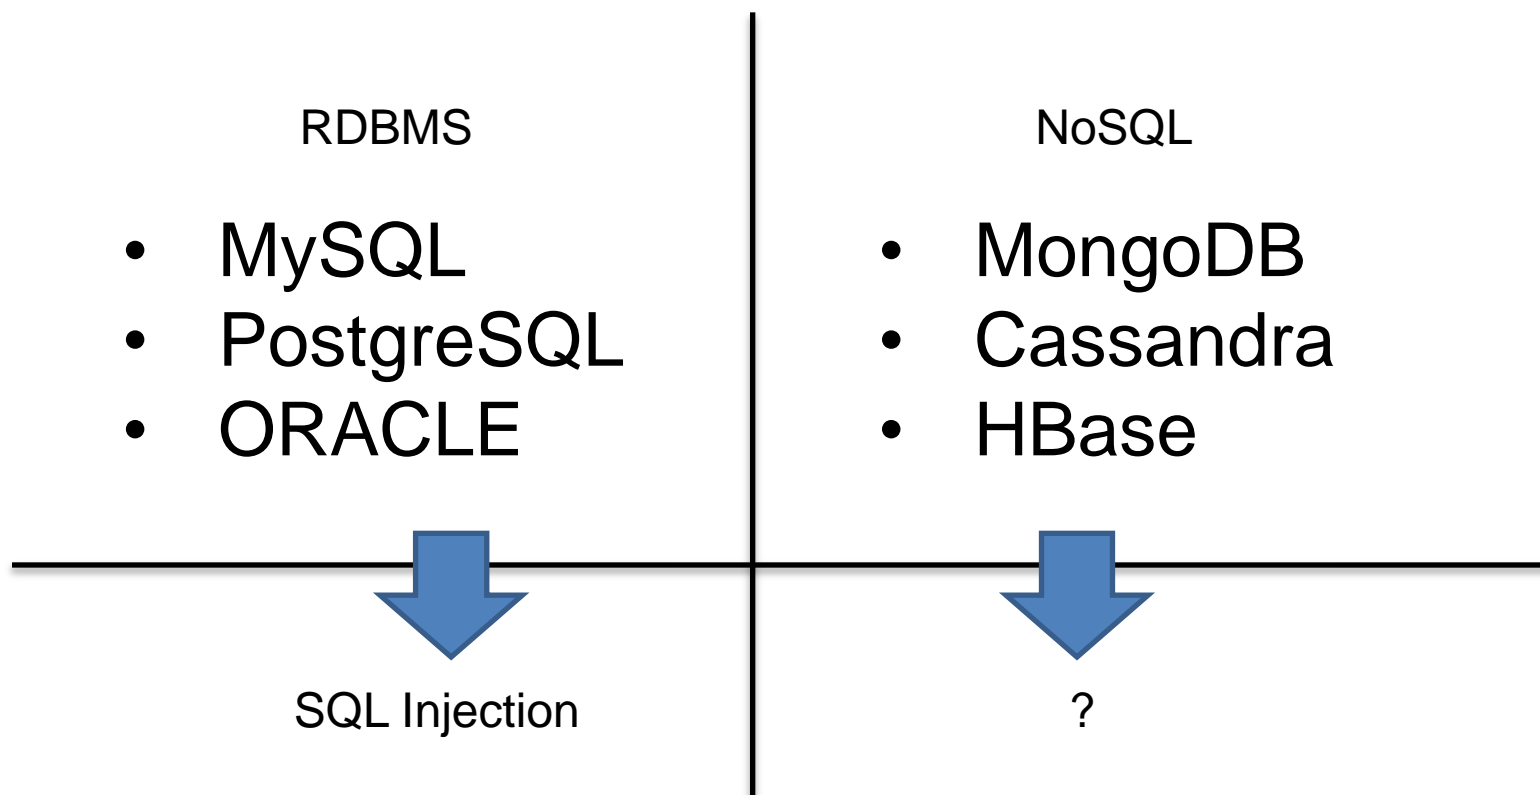 RDBMS
• MySQL
• PostgreSQL
• ORACLE
SQL Injection
NoSQL
• MongoDB
• Cassandra
• HBase
?